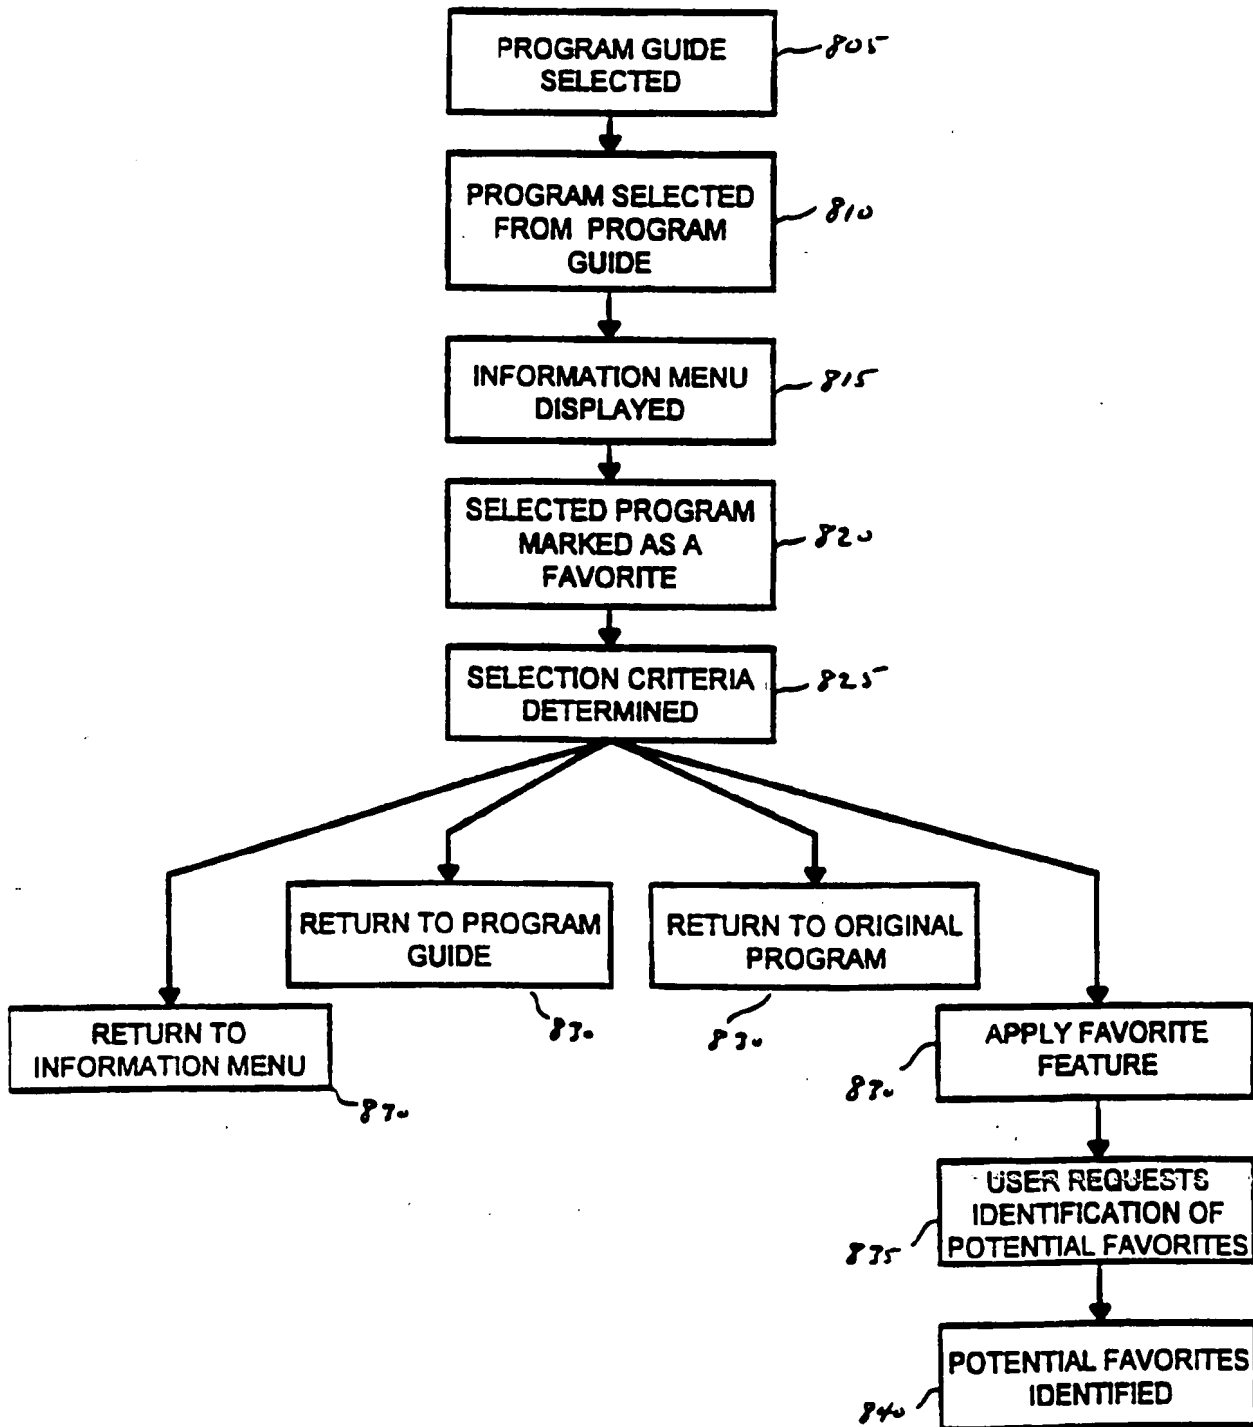 PROGRAM GUIDE
SELECTED
805
PROGRAM SELECTED
FROM PROGRAM
GUIDE
810
INFORMATION MENU
DISPLAYED
815
SELECTED PROGRAM
MARKED AS A
FAVORITE
820
SELECTION CRITERIA
DETERMINED
825
RETURN TO
INFORMATION MENU
830
RETURN TO PROGRAM
GUIDE
830
RETURN TO ORIGINAL
PROGRAM
830
APPLY FAVORITE
FEATURE
830
USER REQUESTS
IDENTIFICATION OF
POTENTIAL FAVORITES
835
POTENTIAL FAVORITES
IDENTIFIED
840